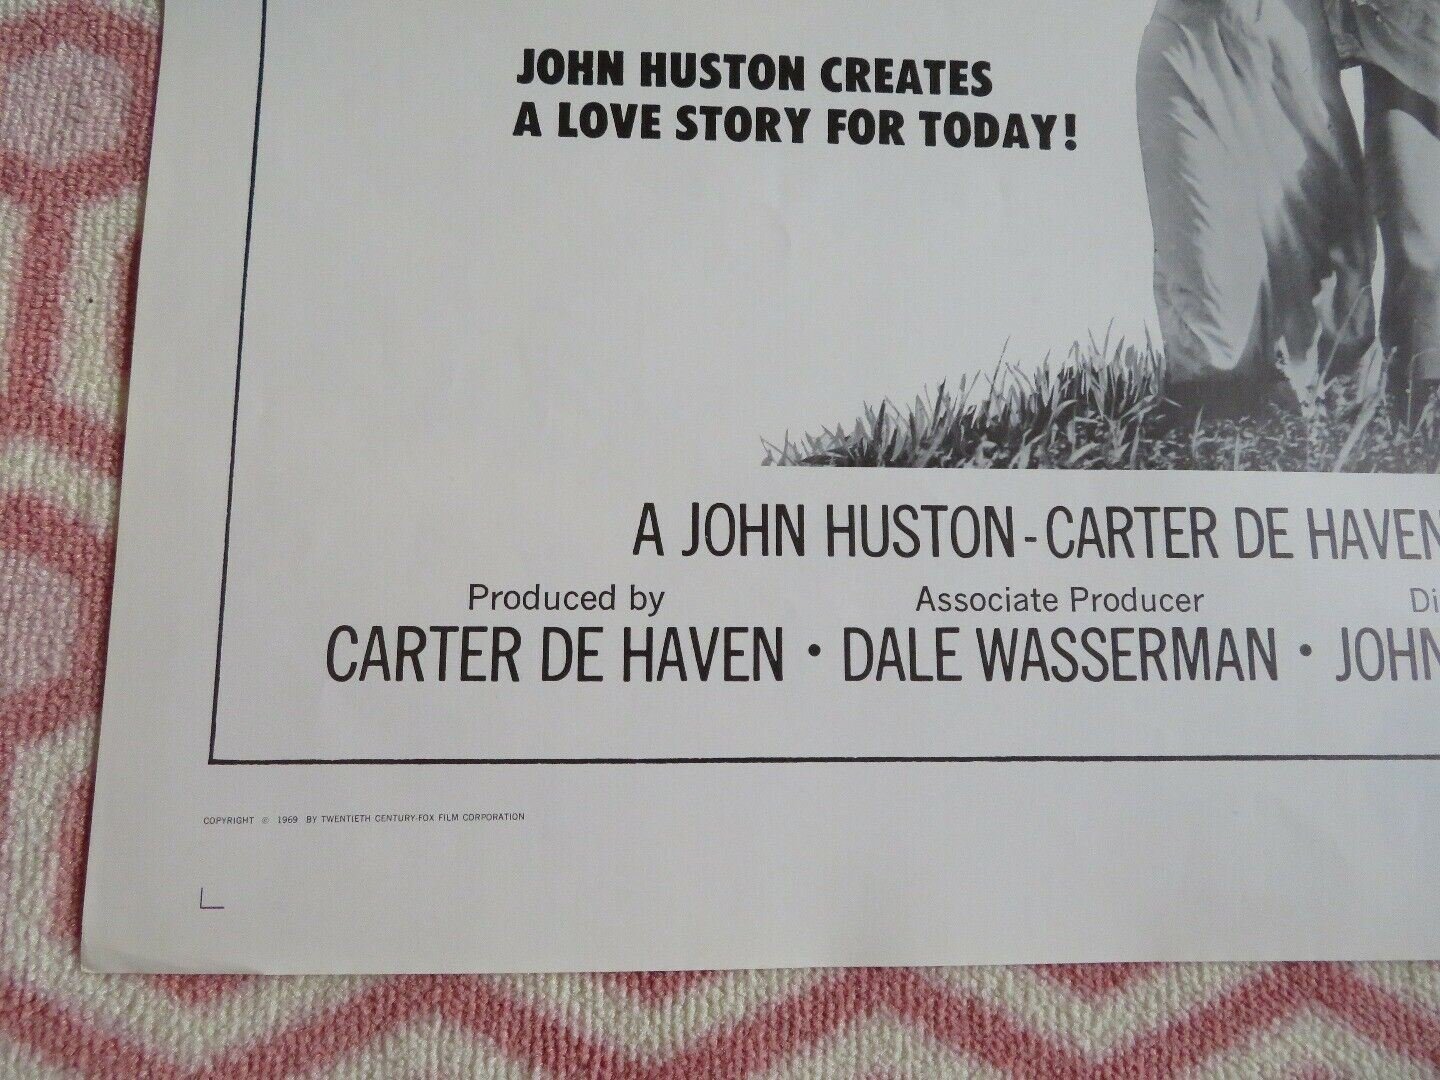 JOHN HUSTON CREATES
A LOVE STORY FOR TODAY!
A JOHN HUSTON-CARTER DE HAVEN
Produced by Associate Producer
CARTER DE HAVEN • DALE WASSERMAN • JOHN
COPYRIGHT © 1969 BY TWENTIETH CENTURY-FOX FILM CORPORATION